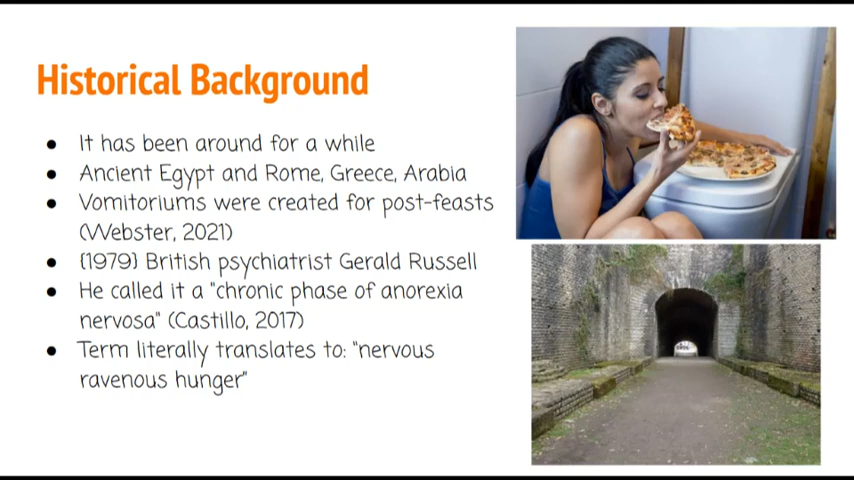 Historical Background
● It has been around for a while
● Ancient Egypt and Rome, Greece, Arabia
● Vomitoriums were created for post-feasts
(Webster, 2021)
● (1979) British psychiatrist Gerald Russell
● He called it a "chronic phase of anorexia
nervosa" (Castillo, 2017)
● Term literally translates to: "nervous
ravenous hunger"